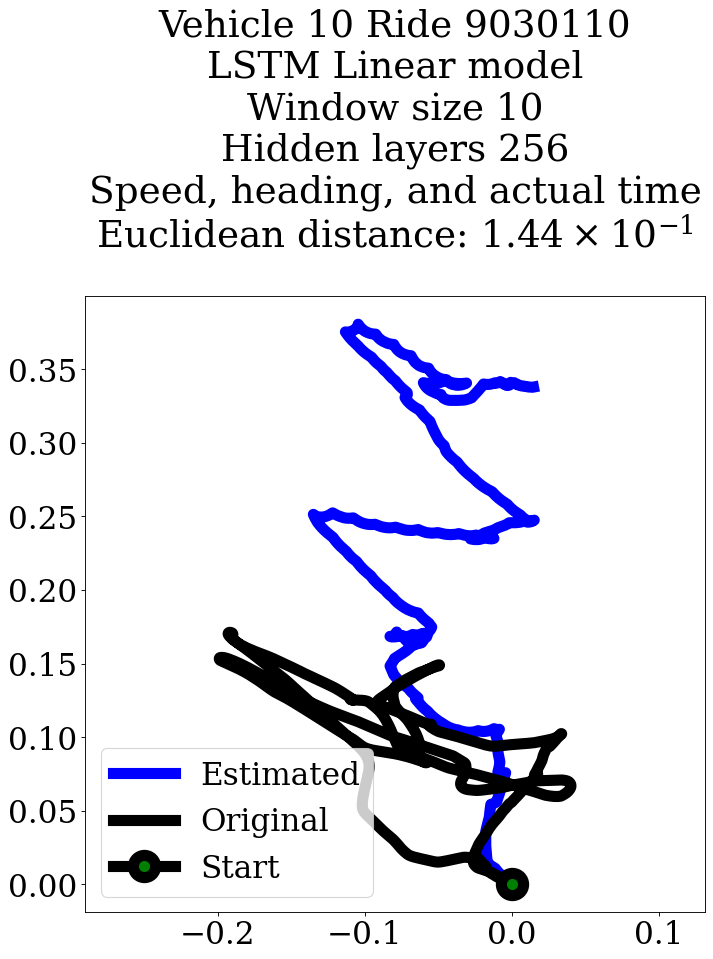 Vehicle 10 Ride 9030110
LSTM Linear model
Window size 10
Hidden layers 256
Speed, heading, and actual time
Euclidean distance: 1.44 × 10⁻¹
0.35
0.30
0.25
0.20
0.15
0.10
0.05
0.00
Estimated
Original
Start
−0.2 −0.1 0.0 0.1